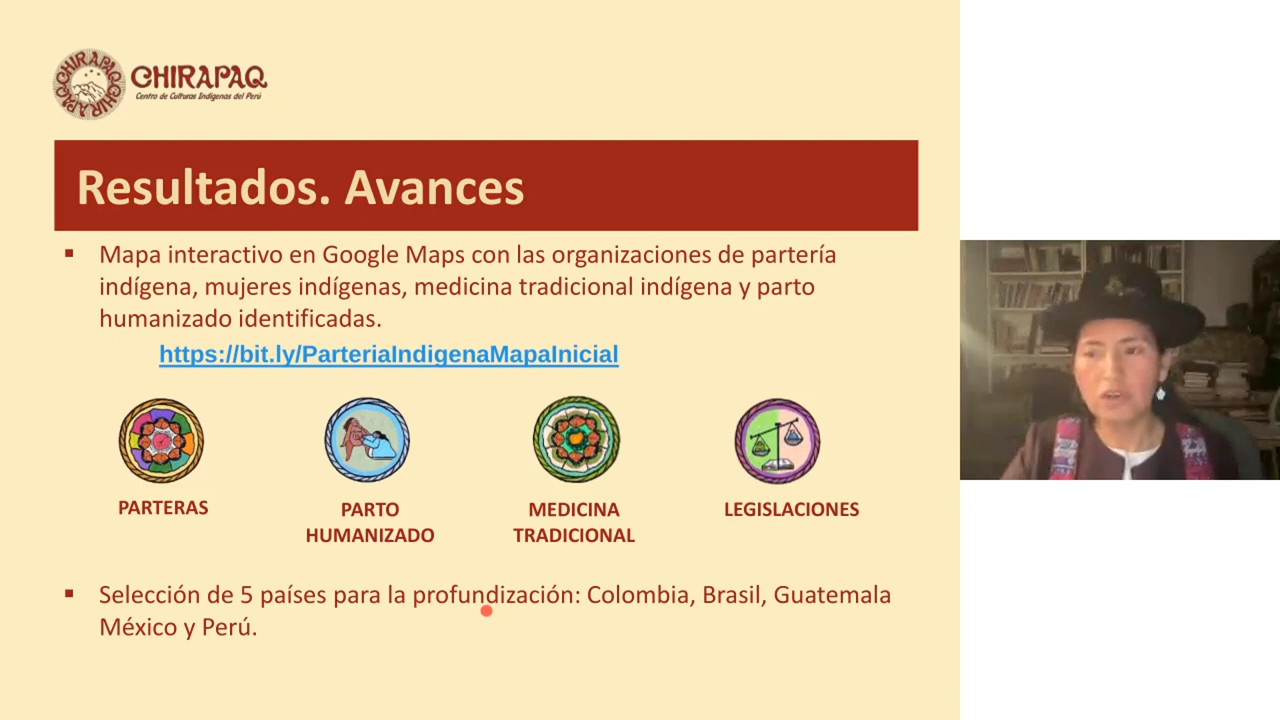 CHIRAPAQ
Centro de Culturas Indígenas del Perú
Resultados. Avances
▪ Mapa interactivo en Google Maps con las organizaciones de partería
indígena, mujeres indígenas, medicina tradicional indígena y parto
humanizado identificadas.
https://bit.ly/ParteriaIndigenaMapaInicial
PARTERAS
PARTO
HUMANIZADO
MEDICINA
TRADICIONAL
LEGISLACIONES
▪ Selección de 5 países para la profundización: Colombia, Brasil, Guatemala
México y Perú.